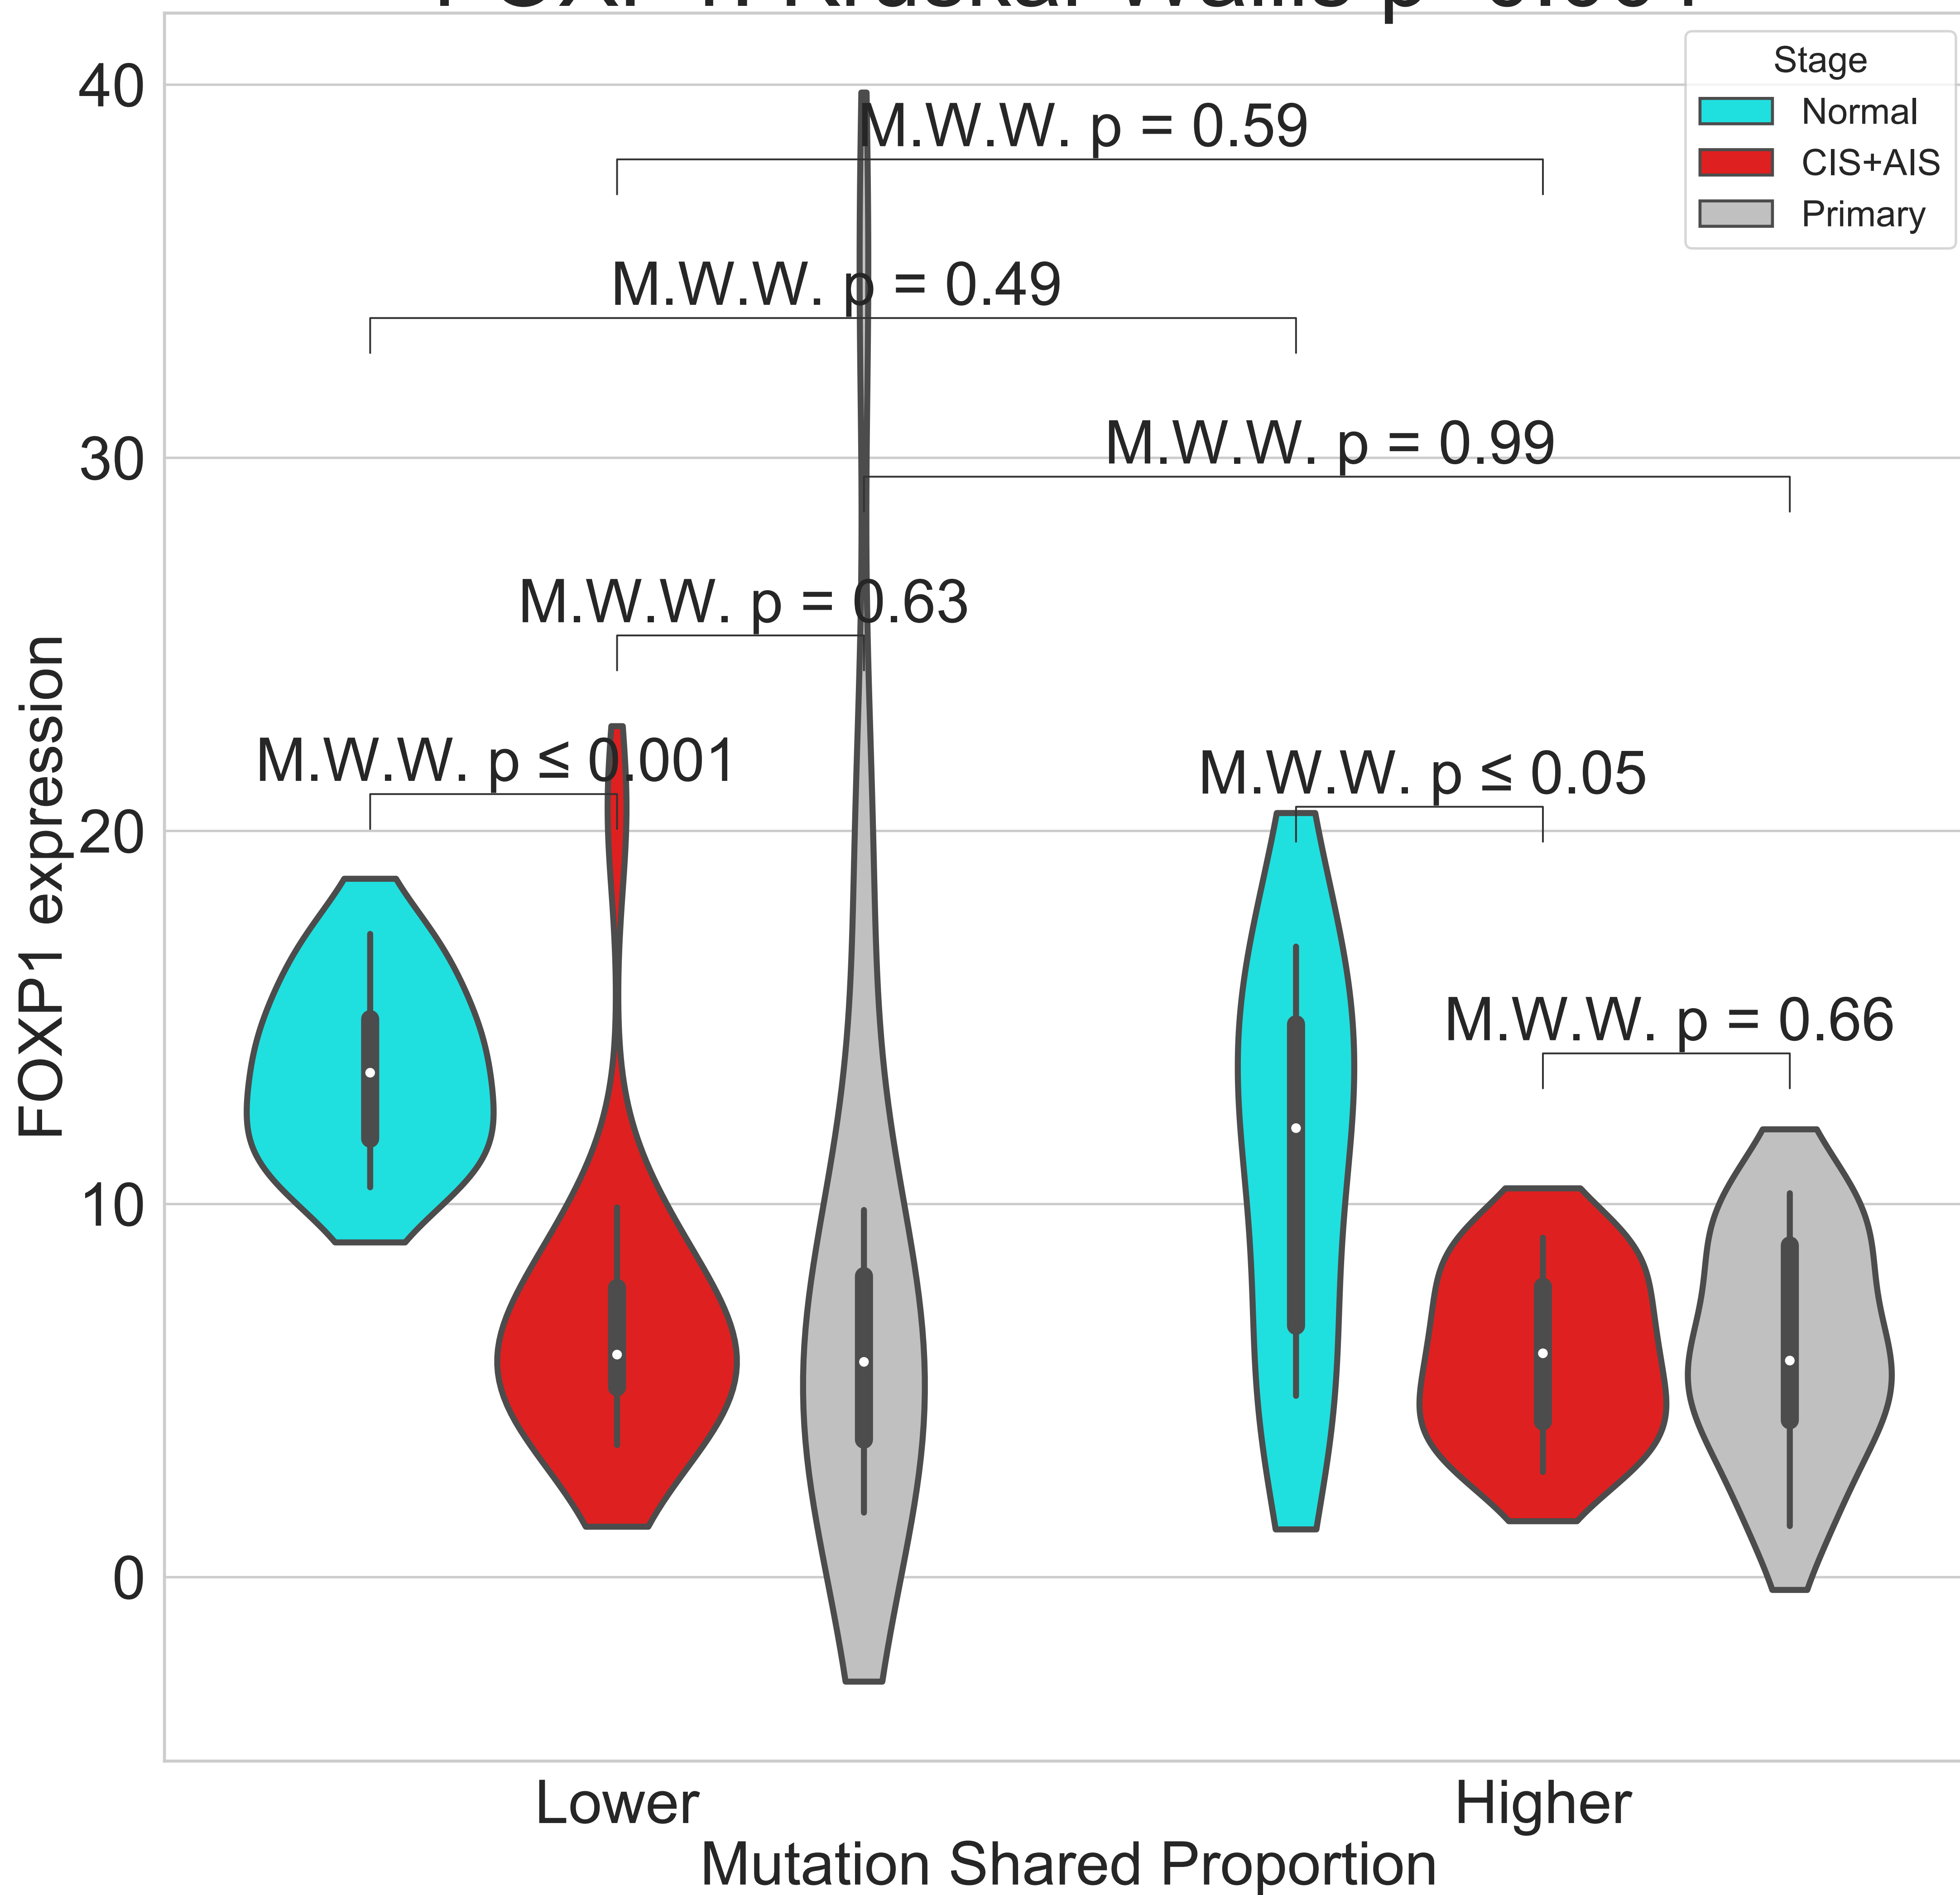 40
30
20
10
0
FOXP1 expression
Stage
Normal
CIS+AIS
Primary
M.W.W. p = 0.59
M.W.W. p = 0.49
M.W.W. p = 0.99
M.W.W. p = 0.63
M.W.W. p ≤ 0.001
M.W.W. p ≤ 0.05
M.W.W. p = 0.66
Lower
Higher
Mutation Shared Proportion